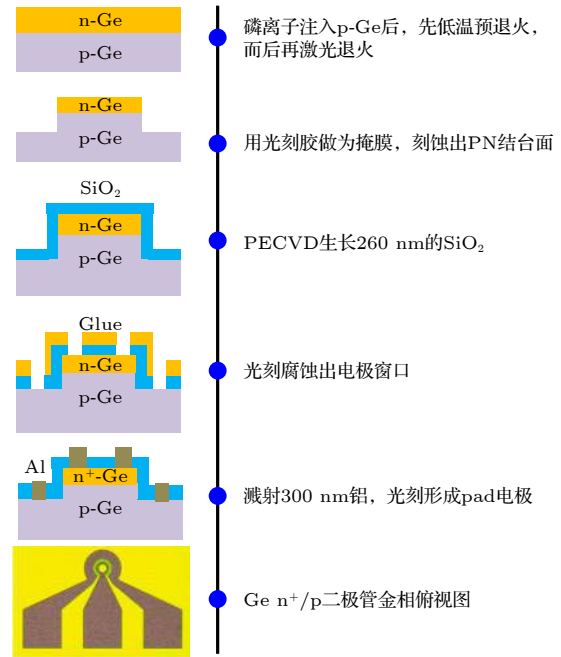 n-Ge
p-Ge
磷离子注入p-Ge后，先低温预退火，
而后再激光退火
n-Ge
p-Ge
用光刻胶做为掩膜，刻蚀出PN结台面
SiO₂
n-Ge
p-Ge
PECVD生长260 nm的SiO₂
Glue
n-Ge
p-Ge
光刻腐蚀出电极窗口
Al
n⁺-Ge
p-Ge
溅射300 nm铝，光刻形成pad电极
Ge n⁺/p二极管金相俯视图